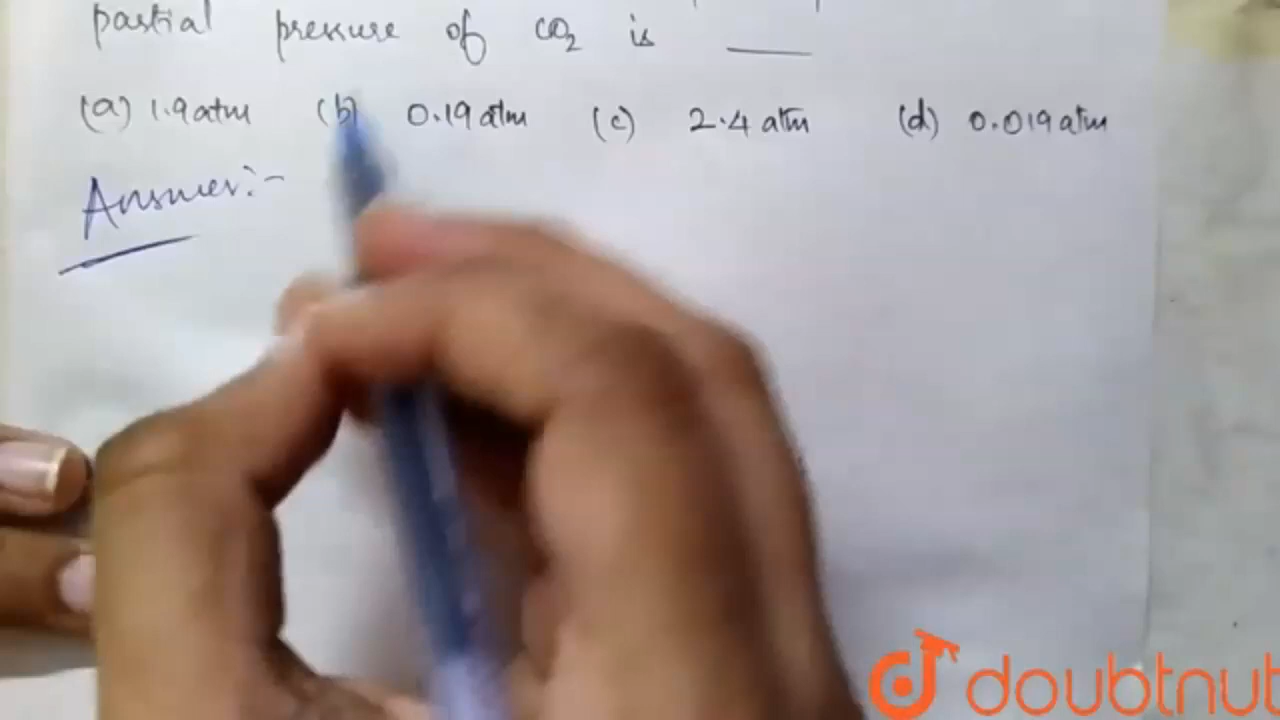 partial pressure of CO2 is ___
(a) 1.9 atm (b) 0.19 atm (c) 2.4 atm (d) 0.019 atm
Answer:-
doubtnut